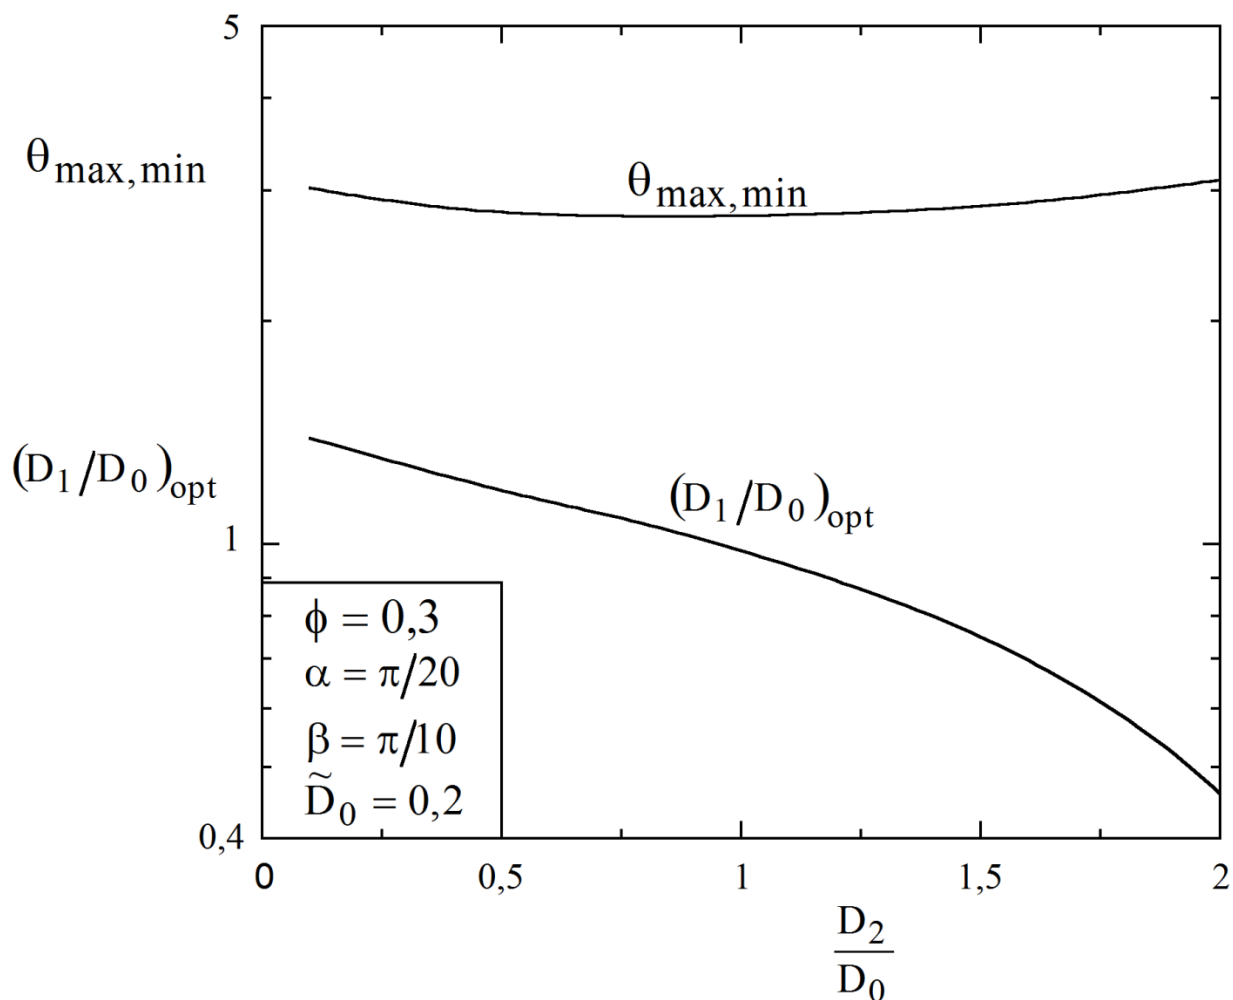 5
θmax,min
θmax,min
(D1/D0)opt
(D1/D0)opt
1
ϕ = 0,3
α = π/20
β = π/10
D̃0 = 0,2
0,4
0 0,5 1 1,5 2
D2
D0